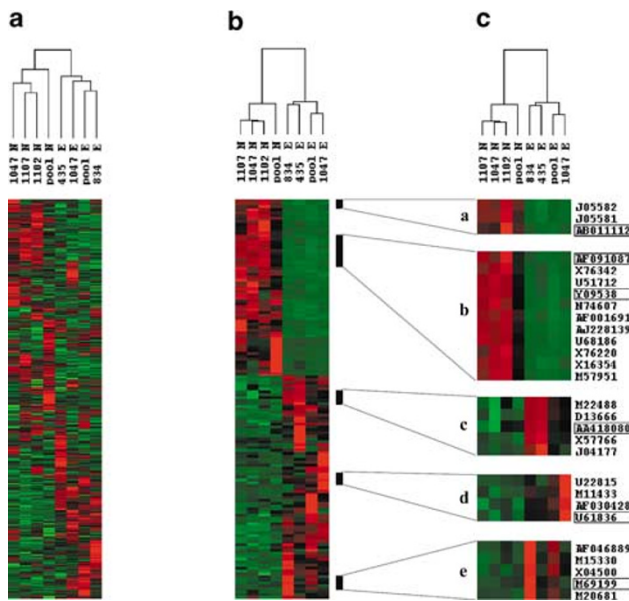 a
b
c
1047 N
1107 N
1102 N
pool N
435 E
1047 E
pool E
834 E
1107 N
1047 N
1102 N
pool N
834 E
435 E
pool E
1047 E
1107 N
1047 N
1102 N
pool N
834 E
435 E
pool E
1047 E
a
J05582
J05581
AB011112
b
AF091087
X76342
U51712
Y09538
N74607
AF001691
AJ228139
U68186
X76220
X16354
M57951
c
M22488
D13666
AA418080
X57766
J04177
d
U22815
M11433
AF030428
U61836
e
AF046889
M15330
X04500
M69199
M20681